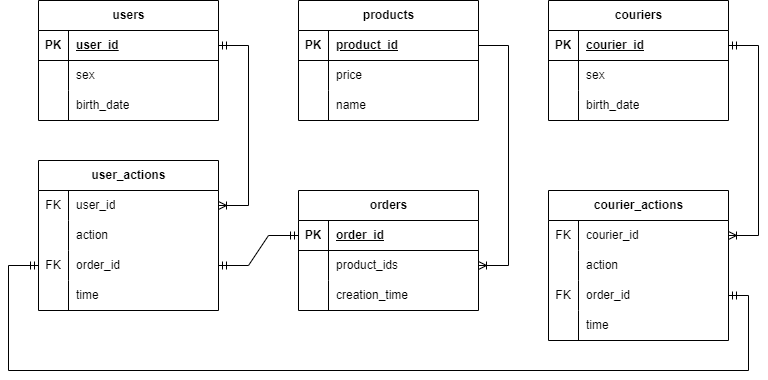 users
PK user_id
sex
birth_date
products
PK product_id
price
name
couriers
PK courier_id
sex
birth_date
user_actions
FK user_id
action
FK order_id
time
orders
PK order_id
product_ids
creation_time
courier_actions
FK courier_id
action
FK order_id
time